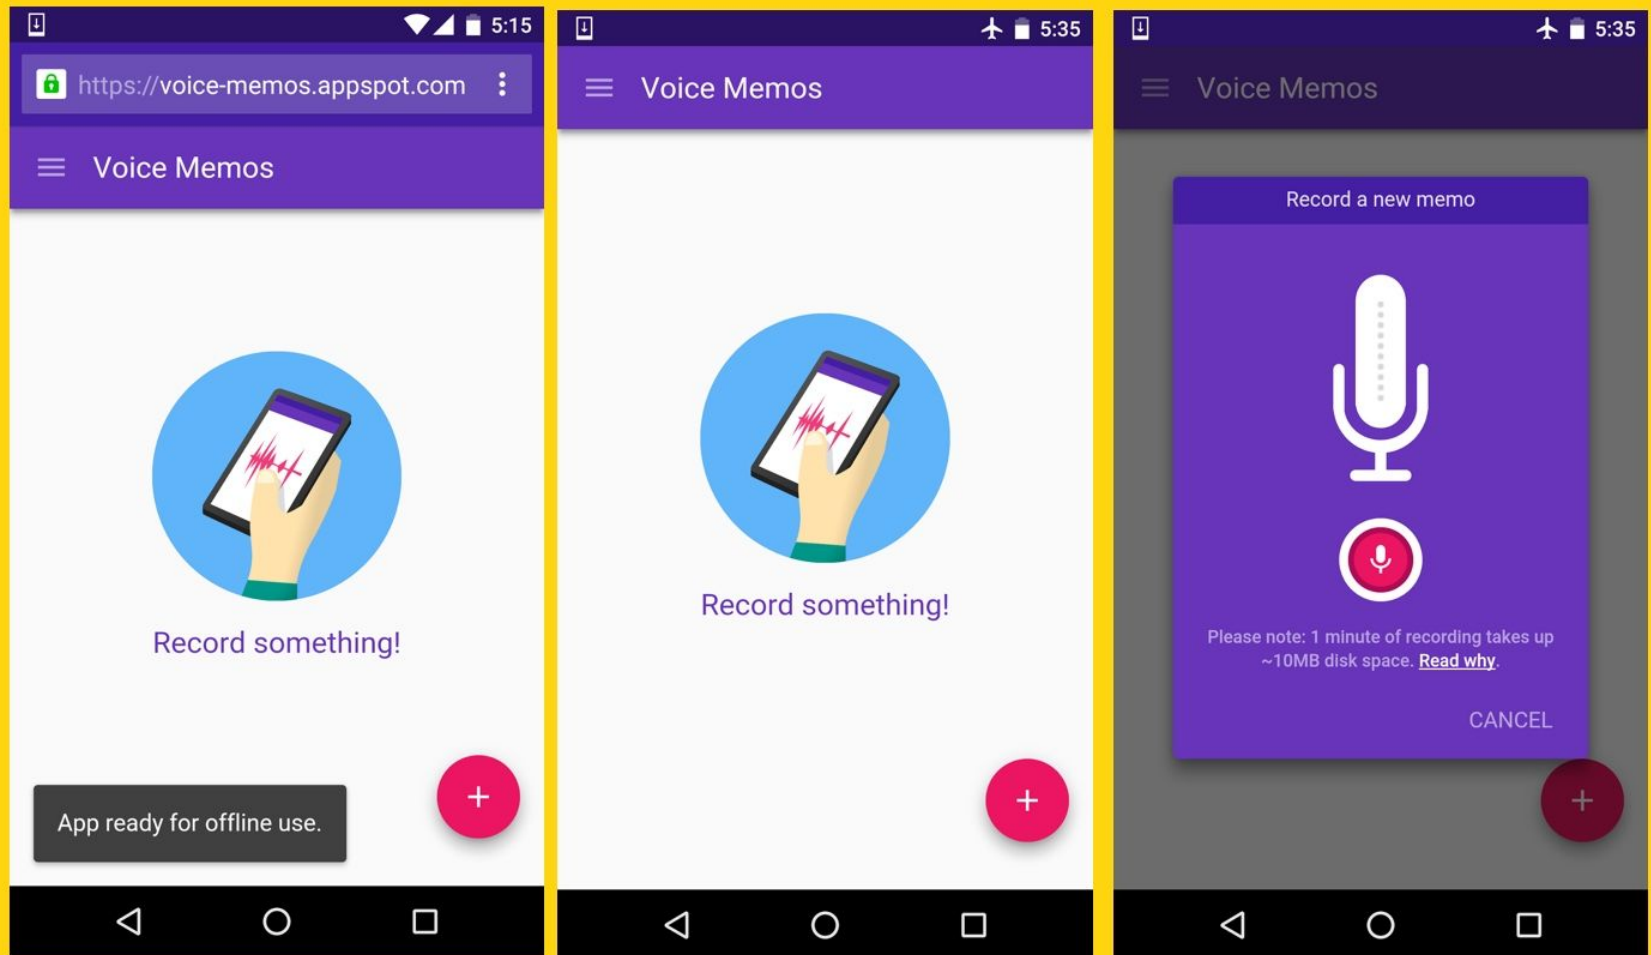 5:15
https://voice-memos.appspot.com
Voice Memos
Record something!
+
App ready for offline use.
5:35
Voice Memos
Record something!
+
5:35
Voice Memos
Record a new memo
Please note: 1 minute of recording takes up
~10MB disk space. Read why.
CANCEL
+